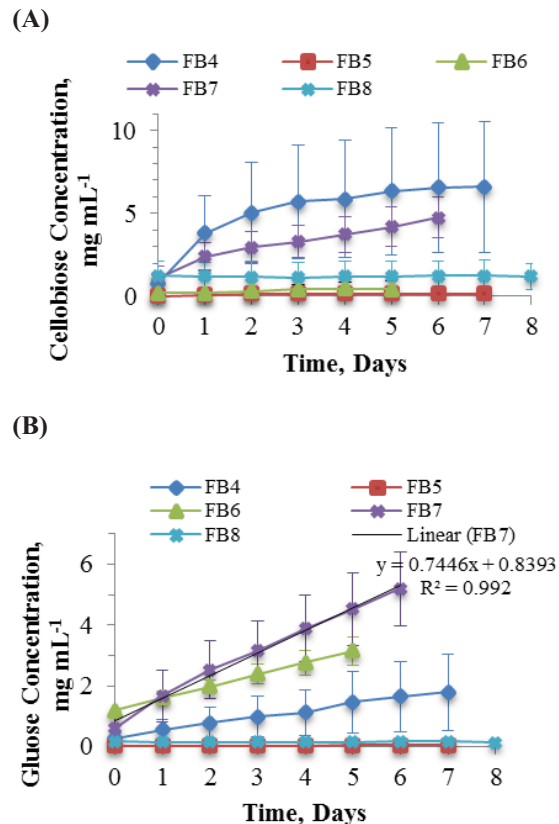 (A)
FB4 FB5 FB6
FB7 FB8
Cellobiose Concentration,
mg mL-1
10
5
0
0 1 2 3 4 5 6 7 8
Time, Days
(B)
FB4 FB5
FB6 FB7
FB8 Linear (FB7)
y = 0.7446x + 0.8393
R² = 0.992
Gluose Concentration,
mg mL-1
6
4
2
0
0 1 2 3 4 5 6 7 8
Time, Days